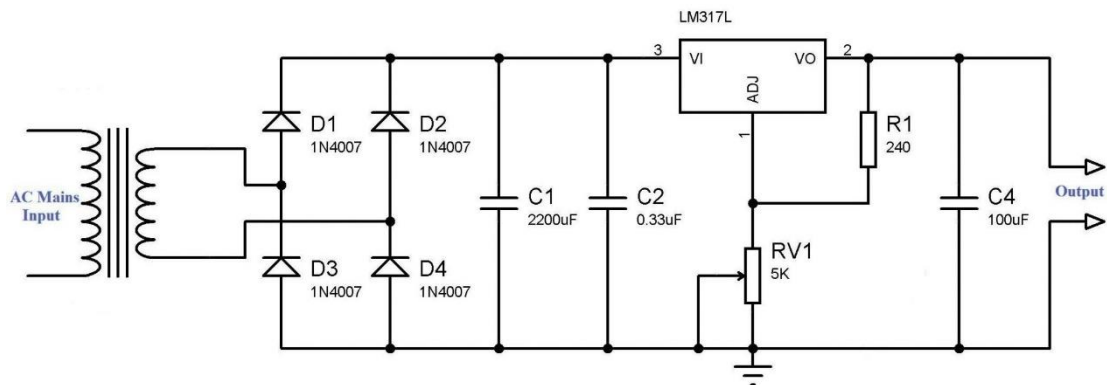 LM317L
3
VI
VO
2
ADJ
1
D1
1N4007
D2
1N4007
R1
240
AC Mains
Input
C1
2200uF
C2
0.33uF
C4
100uF
Output
D3
1N4007
D4
1N4007
RV1
5K